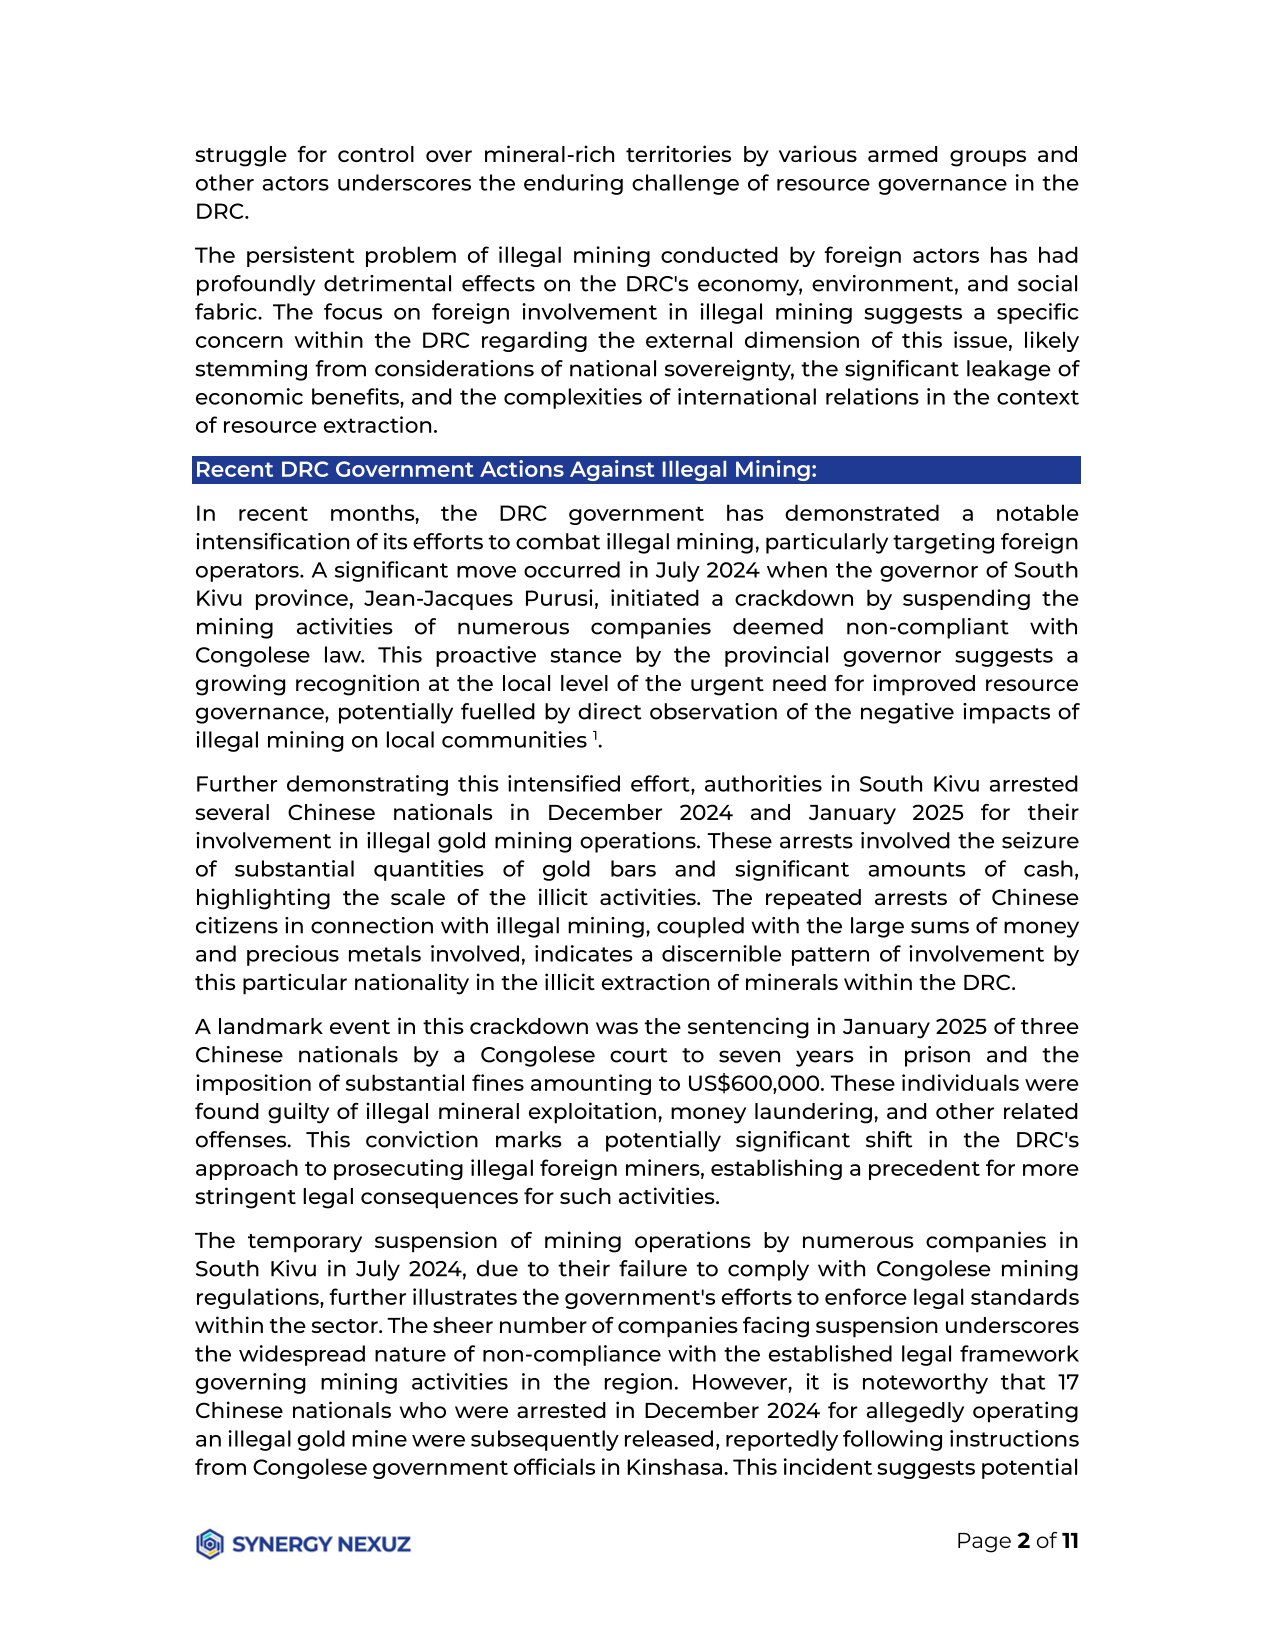 struggle for control over mineral-rich territories by various armed groups and
other actors underscores the enduring challenge of resource governance in the
DRC.
The persistent problem of illegal mining conducted by foreign actors has had
profoundly detrimental effects on the DRC's economy, environment, and social
fabric. The focus on foreign involvement in illegal mining suggests a specific
concern within the DRC regarding the external dimension of this issue, likely
stemming from considerations of national sovereignty, the significant leakage of
economic benefits, and the complexities of international relations in the context
of resource extraction.
Recent DRC Government Actions Against Illegal Mining:
In recent months, the DRC government has demonstrated a notable
intensification of its efforts to combat illegal mining, particularly targeting foreign
operators. A significant move occurred in July 2024 when the governor of South
Kivu province, Jean-Jacques Purusi, initiated a crackdown by suspending the
mining activities of numerous companies deemed non-compliant with
Congolese law. This proactive stance by the provincial governor suggests a
growing recognition at the local level of the urgent need for improved resource
governance, potentially fuelled by direct observation of the negative impacts of
illegal mining on local communities ¹.
Further demonstrating this intensified effort, authorities in South Kivu arrested
several Chinese nationals in December 2024 and January 2025 for their
involvement in illegal gold mining operations. These arrests involved the seizure
of substantial quantities of gold bars and significant amounts of cash,
highlighting the scale of the illicit activities. The repeated arrests of Chinese
citizens in connection with illegal mining, coupled with the large sums of money
and precious metals involved, indicates a discernible pattern of involvement by
this particular nationality in the illicit extraction of minerals within the DRC.
A landmark event in this crackdown was the sentencing in January 2025 of three
Chinese nationals by a Congolese court to seven years in prison and the
imposition of substantial fines amounting to US$600,000. These individuals were
found guilty of illegal mineral exploitation, money laundering, and other related
offenses. This conviction marks a potentially significant shift in the DRC's
approach to prosecuting illegal foreign miners, establishing a precedent for more
stringent legal consequences for such activities.
The temporary suspension of mining operations by numerous companies in
South Kivu in July 2024, due to their failure to comply with Congolese mining
regulations, further illustrates the government's efforts to enforce legal standards
within the sector. The sheer number of companies facing suspension underscores
the widespread nature of non-compliance with the established legal framework
governing mining activities in the region. However, it is noteworthy that 17
Chinese nationals who were arrested in December 2024 for allegedly operating
an illegal gold mine were subsequently released, reportedly following instructions
from Congolese government officials in Kinshasa. This incident suggests potential
SYNERGY NEXUZ
Page 2 of 11